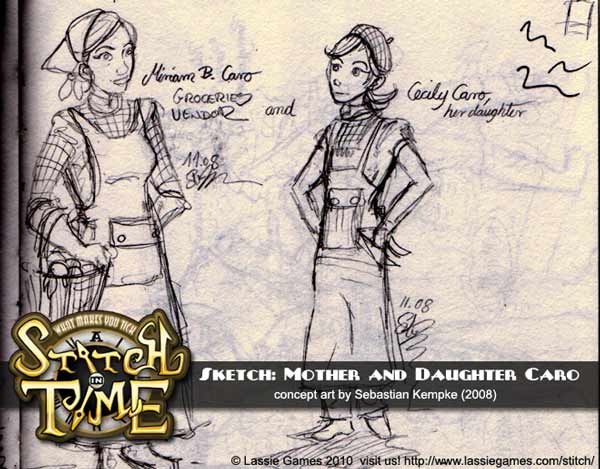 Miriam B. Caro
GROCERIES
VENDOR
and
Cecily Caro,
her daughter
11.08
11.08
WHAT MAKES YOU TICK
A
STITCH
IN
TIME
SKETCH: MOTHER AND DAUGHTER CARO
concept art by Sebastian Kempke (2008)
© Lassie Games 2010 visit us! http://www.lassiegames.com/stitch/